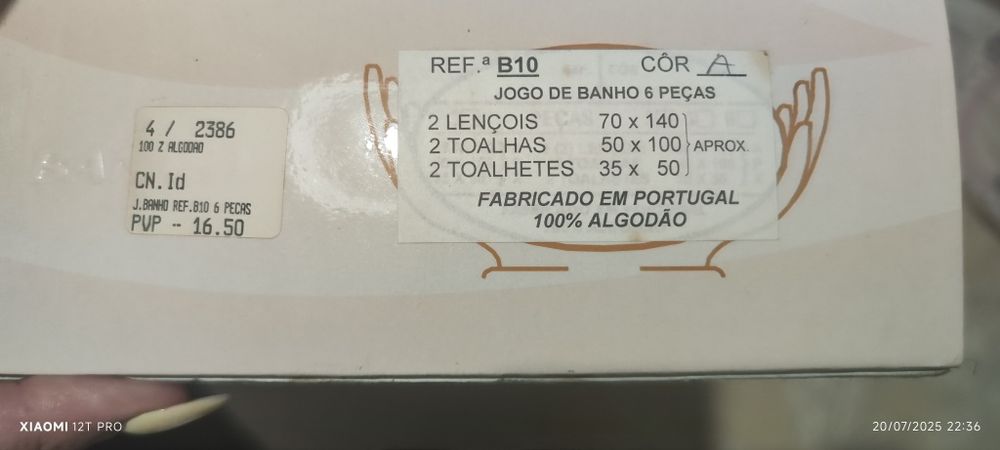 4 / 2386
100 % ALGODAO
CN.Id
J.BANHO REF.B10 6 PECAS
PVP -- 16.50
REF.ª B10 CÔR A
JOGO DE BANHO 6 PEÇAS
2 LENÇOIS 70 x 140
2 TOALHAS 50 x 100 APROX.
2 TOALHETES 35 x 50
FABRICADO EM PORTUGAL
100% ALGODÃO
XIAOMI 12T PRO
20/07/2025 22:36